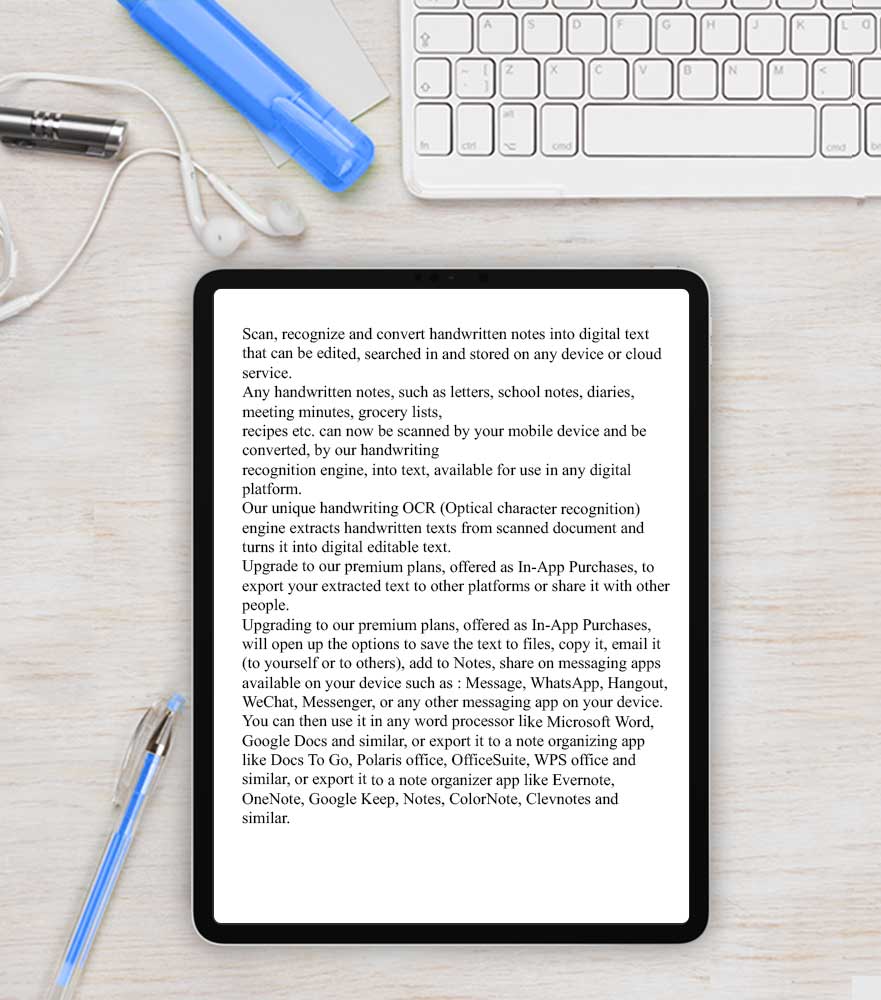 A S D F G H J K L
Z X C V B N M <
alt
fn ctrl cmd cmd
Scan, recognize and convert handwritten notes into digital text
that can be edited, searched in and stored on any device or cloud
service.
Any handwritten notes, such as letters, school notes, diaries,
meeting minutes, grocery lists,
recipes etc. can now be scanned by your mobile device and be
converted, by our handwriting
recognition engine, into text, available for use in any digital
platform.
Our unique handwriting OCR (Optical character recognition)
engine extracts handwritten texts from scanned document and
turns it into digital editable text.
Upgrade to our premium plans, offered as In-App Purchases, to
export your extracted text to other platforms or share it with other
people.
Upgrading to our premium plans, offered as In-App Purchases,
will open up the options to save the text to files, copy it, email it
(to yourself or to others), add to Notes, share on messaging apps
available on your device such as : Message, WhatsApp, Hangout,
WeChat, Messenger, or any other messaging app on your device.
You can then use it in any word processor like Microsoft Word,
Google Docs and similar, or export it to a note organizing app
like Docs To Go, Polaris office, OfficeSuite, WPS office and
similar, or export it to a note organizer app like Evernote,
OneNote, Google Keep, Notes, ColorNote, Clevnotes and
similar.